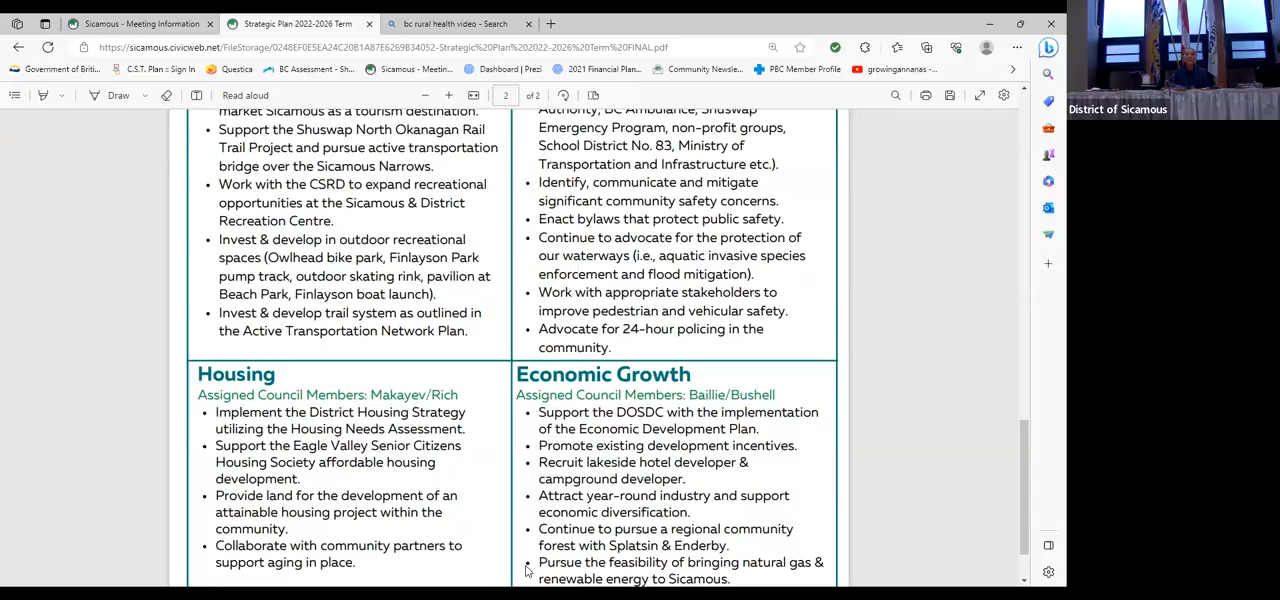 Sicamous - Meeting Information
Strategic Plan 2022-2026 Term
bc rural health video - Search
https://sicamous.civicweb.net/FileStorage/0248EF0E5EA24C20B1A87E6269B34052-Strategic%20Plan%202022-2026%20Term%20FINAL.pdf
Government of Briti...
C.S.T. Plan :: Sign In
Questica
BC Assessment - Sh...
Sicamous - Meetin...
Dashboard | Prezi
2021 Financial Plan...
Community Newsle...
PBC Member Profile
growingannanas -...
Draw
Read aloud
2
of 2
District of Sicamous
market Sicamous as a tourism destination.
• Support the Shuswap North Okanagan Rail
Trail Project and pursue active transportation
bridge over the Sicamous Narrows.
• Work with the CSRD to expand recreational
opportunities at the Sicamous & District
Recreation Centre.
• Invest & develop in outdoor recreational
spaces (Owlhead bike park, Finlayson Park
pump track, outdoor skating rink, pavilion at
Beach Park, Finlayson boat launch).
• Invest & develop trail system as outlined in
the Active Transportation Network Plan.
Authority, BC Ambulance, Shuswap
Emergency Program, non-profit groups,
School District No. 83, Ministry of
Transportation and Infrastructure etc.).
• Identify, communicate and mitigate
significant community safety concerns.
• Enact bylaws that protect public safety.
• Continue to advocate for the protection of
our waterways (i.e., aquatic invasive species
enforcement and flood mitigation).
• Work with appropriate stakeholders to
improve pedestrian and vehicular safety.
• Advocate for 24-hour policing in the
community.
Housing
Assigned Council Members: Makayev/Rich
• Implement the District Housing Strategy
utilizing the Housing Needs Assessment.
• Support the Eagle Valley Senior Citizens
Housing Society affordable housing
development.
• Provide land for the development of an
attainable housing project within the
community.
• Collaborate with community partners to
support aging in place.
Economic Growth
Assigned Council Members: Baillie/Bushell
• Support the DOSDC with the implementation
of the Economic Development Plan.
• Promote existing development incentives.
• Recruit lakeside hotel developer &
campground developer.
• Attract year-round industry and support
economic diversification.
• Continue to pursue a regional community
forest with Splatsin & Enderby.
• Pursue the feasibility of bringing natural gas &
renewable energy to Sicamous.